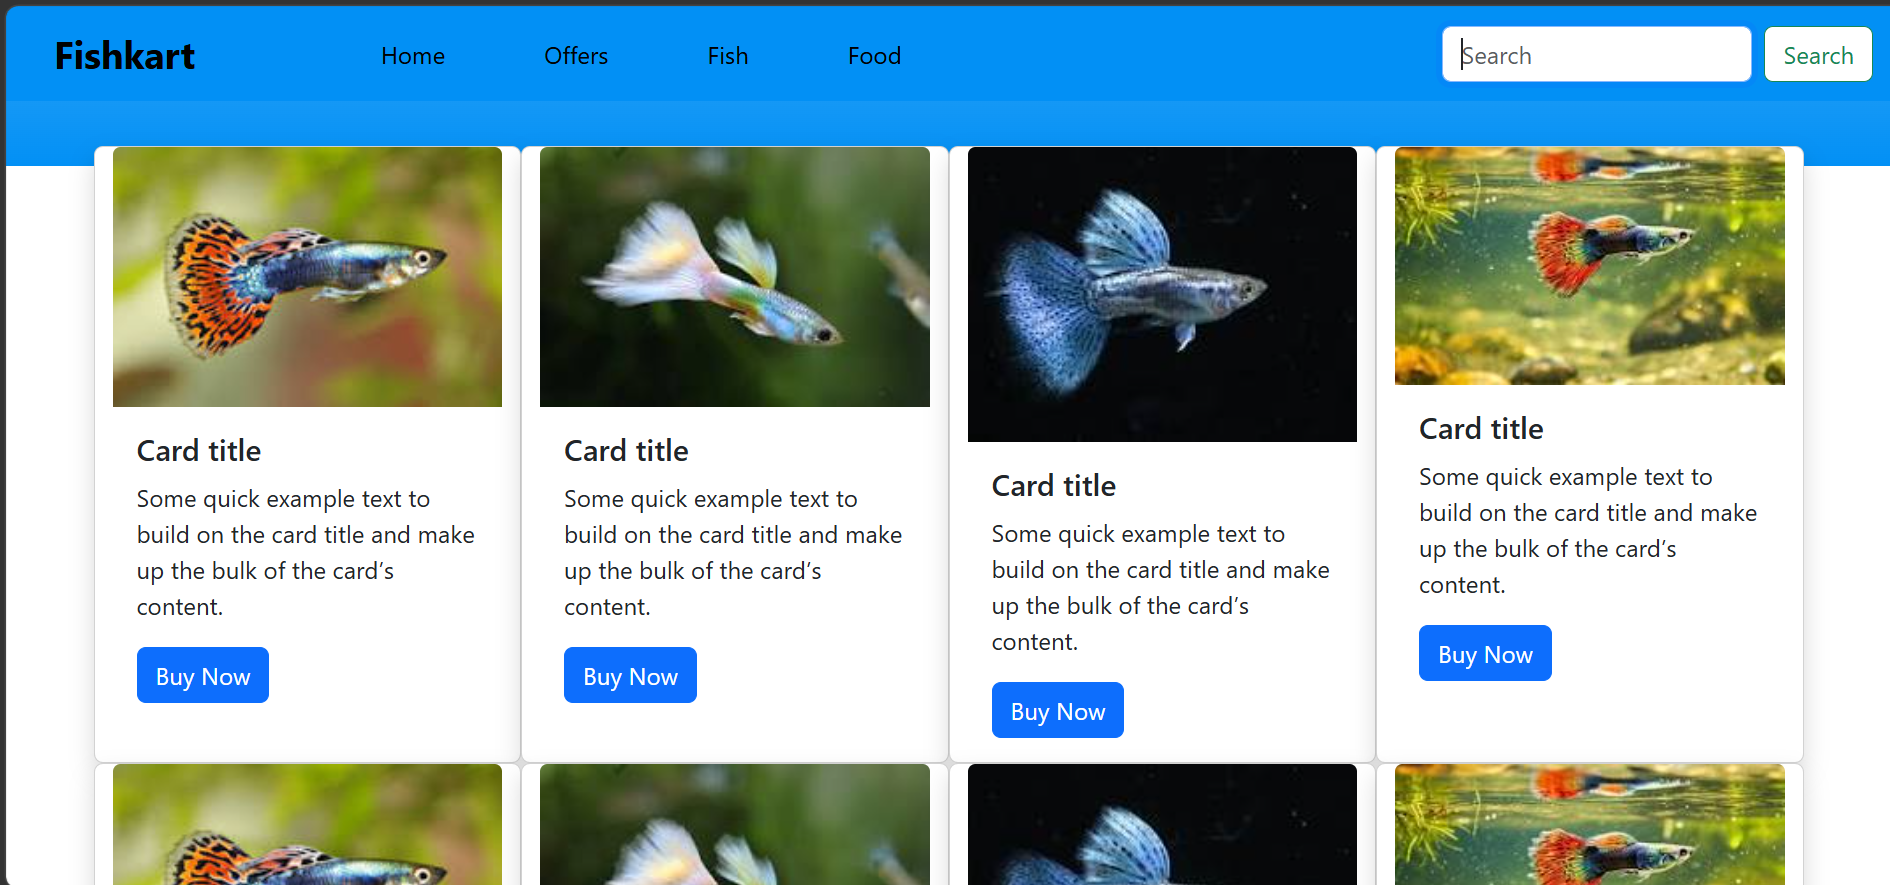 Fishkart Home Offers Fish Food Search Search
Card title
Some quick example text to
build on the card title and make
up the bulk of the card’s
content.
Buy Now
Card title
Some quick example text to
build on the card title and make
up the bulk of the card’s
content.
Buy Now
Card title
Some quick example text to
build on the card title and make
up the bulk of the card’s
content.
Buy Now
Card title
Some quick example text to
build on the card title and make
up the bulk of the card’s
content.
Buy Now